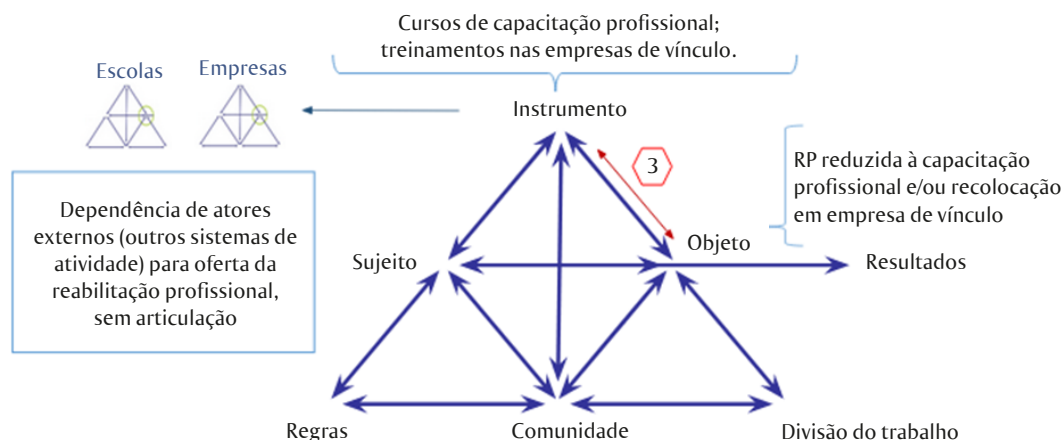 Cursos de capacitação profissional;
treinamentos nas empresas de vínculo.
Escolas
Empresas
Instrumento
3
RP reduzida à capacitação
profissional e/ou recolocação
em empresa de vínculo
Dependência de atores
externos (outros sistemas de
atividade) para oferta da
reabilitação profissional,
sem articulação
Sujeito
Objeto
Resultados
Regras
Comunidade
Divisão do trabalho